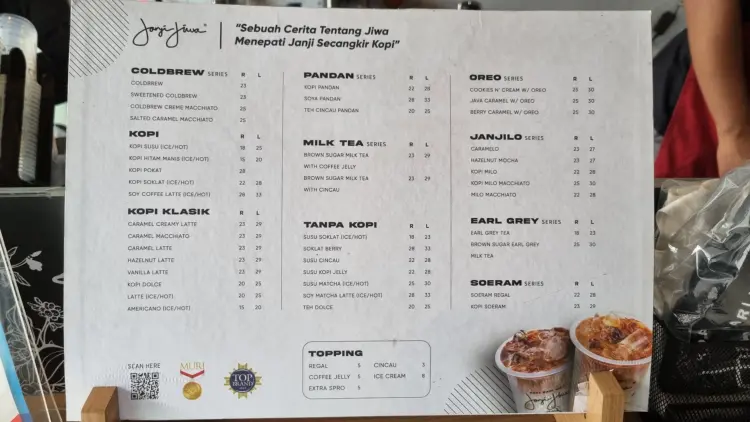 Janji Jiwa
"Sebuah Cerita Tentang Jiwa
Menepati Janji Secangkir Kopi"
COLDBREW SERIES R L
COLDBREW 23
SWEETENED COLDBREW 23
COLDBREW CREME MACCHIATO 25
SALTED CARAMEL MACCHIATO 25
KOPI R L
KOPI SUSU (ICE/HOT) 18 23
KOPI HITAM MANIS (ICE/HOT) 15 20
KOPI POKAT 28
KOPI SOKLAT (ICE/HOT) 22 28
SOY COFFEE LATTE (ICE/HOT) 28 33
KOPI KLASIK R L
CARAMEL CREAMY LATTE 23 29
CARAMEL MACCHIATO 23 29
CARAMEL LATTE 23 29
HAZELNUT LATTE 23 29
VANILLA LATTE 23 29
KOPI DOLCE 20 25
LATTE (ICE/HOT) 20 25
AMERICANO (ICE/HOT) 15 20
PANDAN SERIES R L
KOPI PANDAN 22 28
SOYA PANDAN 28 33
TEH CINCAU PANDAN 20 25
MILK TEA SERIES R L
BROWN SUGAR MILK TEA 23 29
WITH COFFEE JELLY
BROWN SUGAR MILK TEA 23 29
WITH CINCAU
TANPA KOPI R L
SUSU SOKLAT (ICE/HOT) 18 23
SOKLAT BERRY 28 33
SUSU CINCAU 22 28
SUSU KOPI JELLY 22 28
SUSU MATCHA (ICE/HOT) 25 30
SOY MATCHA LATTE (ICE/HOT) 28 33
TEH DOLCE 20 25
OREO SERIES R L
COOKIES N' CREAM W/ OREO 25 30
JAVA CARAMEL W/ OREO 25 30
BERRY CARAMEL W/ OREO 25 30
JANJILO SERIES R L
CARAMELO 22 27
HAZELNUT MOCHA 22 27
KOPI MILO 22 28
KOPI MILO MACCHIATO 25 30
MILO MACCHIATO 22 28
EARL GREY SERIES R L
EARL GREY TEA 18 23
BROWN SUGAR EARL GREY 25 30
MILK TEA
SOERAM SERIES R L
SOERAM REGAL 22 28
KOPI SOERAM 23 29
TOPPING
REGAL 5 CINCAU 5
COFFEE JELLY 5 ICE CREAM 8
EXTRA SPRO 5
SCAN HERE
MURI
TOP
BRAND
Janji Jiwa